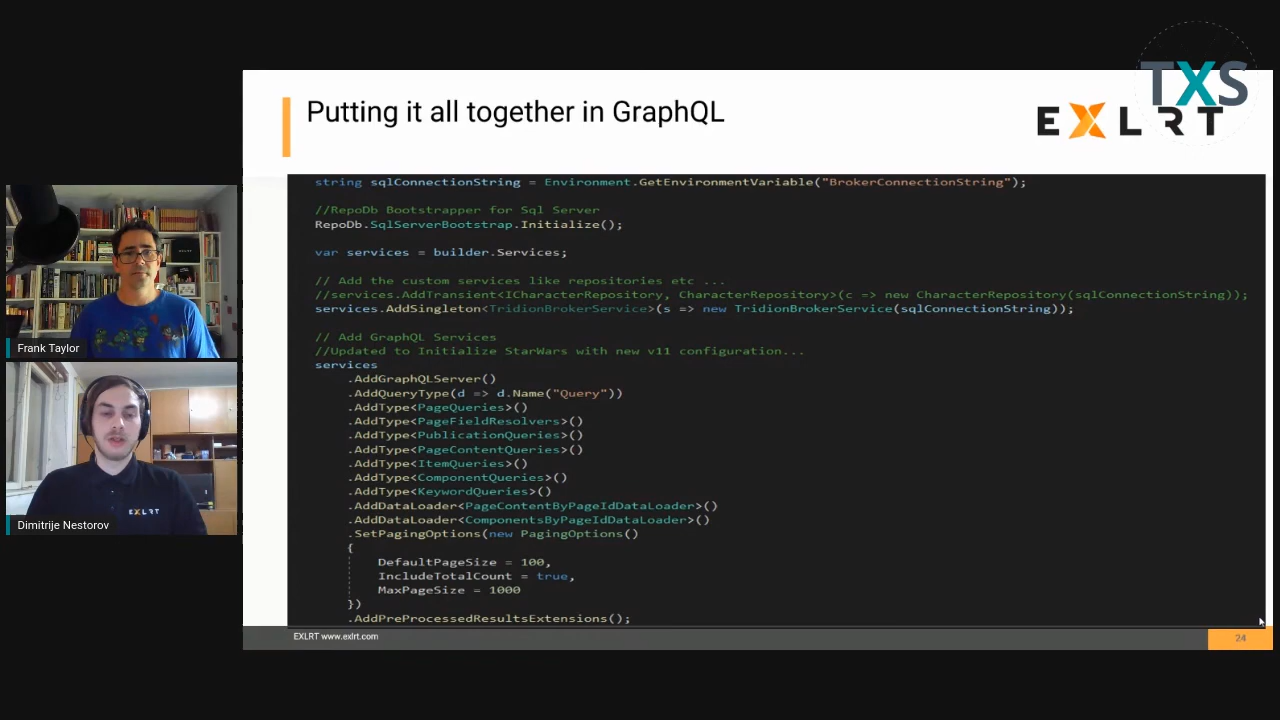 TXS
Putting it all together in GraphQL
EXLRT
string sqlConnectionString = Environment.GetEnvironmentVariable("BrokerConnectionString");
//RepoDb Bootstrapper for Sql Server
RepoDb.SqlServerBootstrap.Initialize();
var services = builder.Services;
// Add the custom services like repositories etc ...
//services.AddTransient<ICharacterRepository, CharacterRepository>(c => new CharacterRepository(sqlConnectionString));
services.AddSingleton<TridionBrokerService>(s => new TridionBrokerService(sqlConnectionString));
// Add GraphQL Services
//Updated to Initialize StarWars with new v11 configuration...
services
.AddGraphQLServer()
.AddQueryType(d => d.Name("Query"))
.AddType<PageQueries>()
.AddType<PageFieldResolvers>()
.AddType<PublicationQueries>()
.AddType<PageContentQueries>()
.AddType<ItemQueries>()
.AddType<ComponentQueries>()
.AddType<KeywordQueries>()
.AddDataLoader<PageContentByPageIdDataLoader>()
.AddDataLoader<ComponentsByPageIdDataLoader>()
.SetPagingOptions(new PagingOptions()
{
DefaultPageSize = 100,
IncludeTotalCount = true,
MaxPageSize = 1000
})
.AddPreProcessedResultsExtensions();
EXLRT www.exlrt.com
24
Frank Taylor
EXLRT
Dimitrije Nestorov